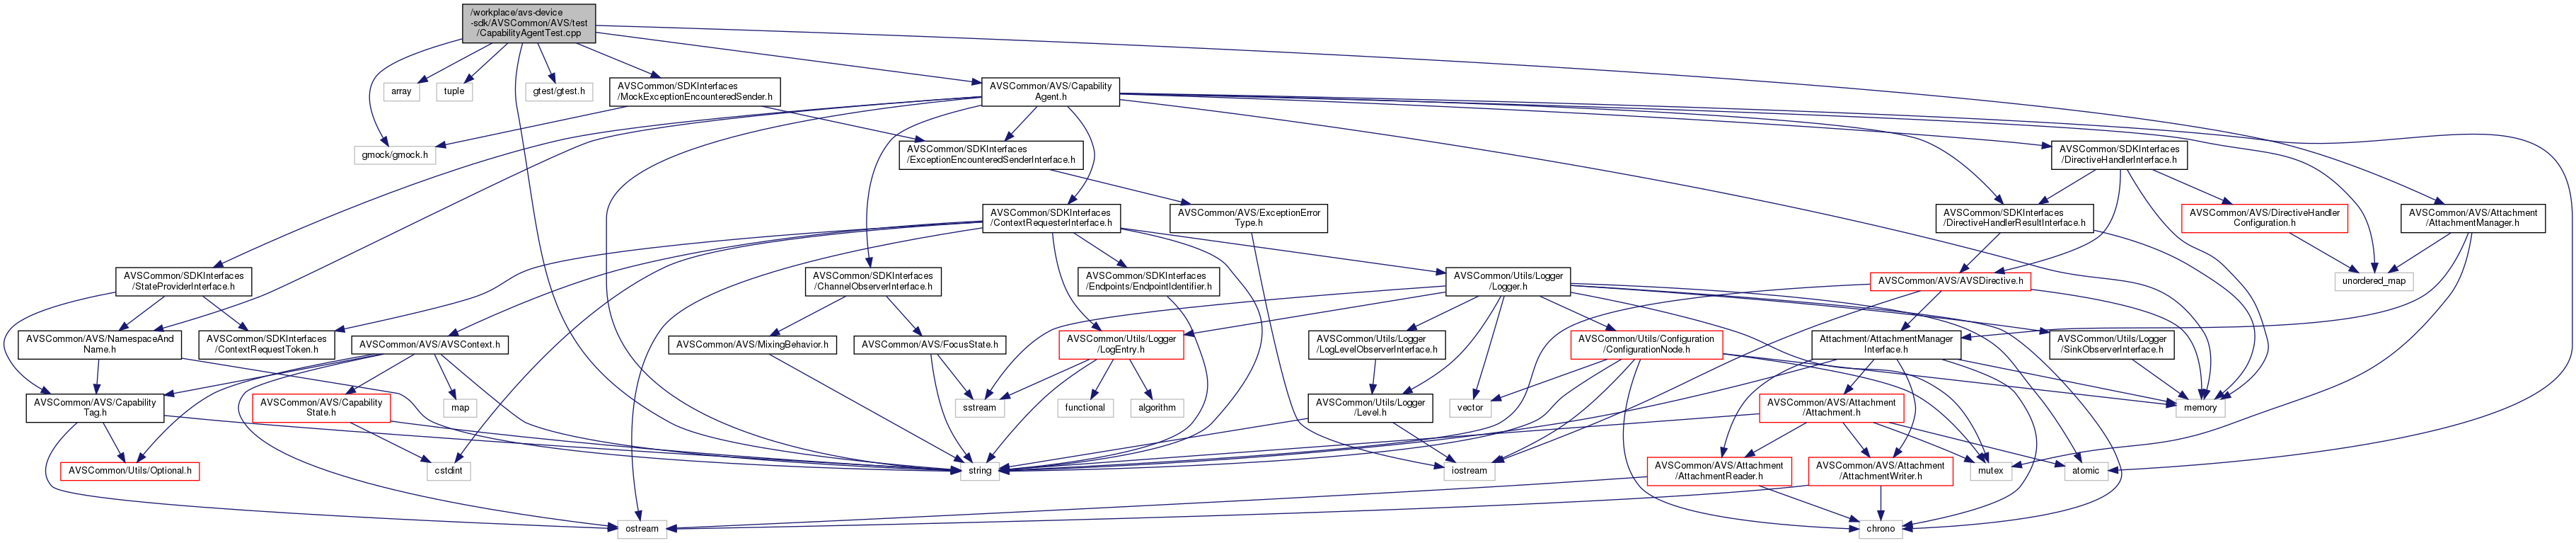 /workplace/avs-device
-sdk/AVSCommon/AVS/test
/CapabilityAgentTest.cpp
array
tuple
gtest/gtest.h
AVSCommon/SDKInterfaces
/MockExceptionEncounteredSender.h
AVSCommon/AVS/Capability
Agent.h
gmock/gmock.h
AVSCommon/SDKInterfaces
/ExceptionEncounteredSenderInterface.h
AVSCommon/SDKInterfaces
/DirectiveHandlerInterface.h
AVSCommon/SDKInterfaces
/ContextRequesterInterface.h
AVSCommon/AVS/ExceptionError
Type.h
AVSCommon/SDKInterfaces
/DirectiveHandlerResultInterface.h
AVSCommon/AVS/DirectiveHandler
Configuration.h
AVSCommon/AVS/Attachment
/AttachmentManager.h
AVSCommon/SDKInterfaces
/StateProviderInterface.h
AVSCommon/SDKInterfaces
/ChannelObserverInterface.h
AVSCommon/SDKInterfaces
/Endpoints/EndpointIdentifier.h
AVSCommon/Utils/Logger
/Logger.h
AVSCommon/AVS/AVSDirective.h
unordered_map
AVSCommon/AVS/NamespaceAnd
Name.h
AVSCommon/SDKInterfaces
/ContextRequestToken.h
AVSCommon/AVS/AVSContext.h
AVSCommon/AVS/MixingBehavior.h
AVSCommon/AVS/FocusState.h
AVSCommon/Utils/Logger
/LogEntry.h
AVSCommon/Utils/Logger
/LogLevelObserverInterface.h
AVSCommon/Utils/Configuration
/ConfigurationNode.h
Attachment/AttachmentManager
Interface.h
AVSCommon/Utils/Logger
/SinkObserverInterface.h
AVSCommon/AVS/Capability
Tag.h
AVSCommon/AVS/Capability
State.h
map
sstream
functional
algorithm
AVSCommon/Utils/Logger
/Level.h
vector
AVSCommon/AVS/Attachment
/Attachment.h
memory
AVSCommon/Utils/Optional.h
cstdint
string
iostream
AVSCommon/AVS/Attachment
/AttachmentReader.h
AVSCommon/AVS/Attachment
/AttachmentWriter.h
mutex
atomic
ostream
chrono